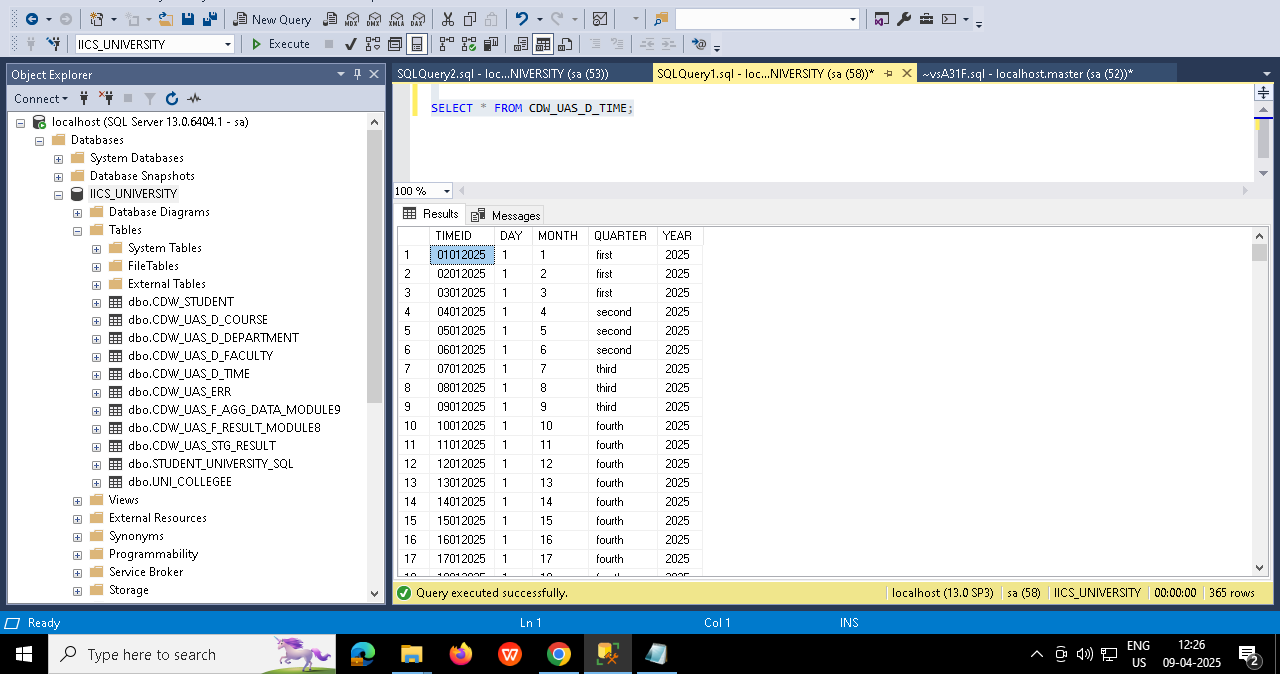 New Query
IICS_UNIVERSITY
Execute
Object Explorer
Connect
localhost (SQL Server 13.0.6404.1 - sa)
Databases
System Databases
Database Snapshots
IICS_UNIVERSITY
Database Diagrams
Tables
System Tables
FileTables
External Tables
dbo.CDW_STUDENT
dbo.CDW_UAS_D_COURSE
dbo.CDW_UAS_D_DEPARTMENT
dbo.CDW_UAS_D_FACULTY
dbo.CDW_UAS_D_TIME
dbo.CDW_UAS_ERR
dbo.CDW_UAS_F_AGG_DATA_MODULE9
dbo.CDW_UAS_F_RESULT_MODULE8
dbo.CDW_UAS_STG_RESULT
dbo.STUDENT_UNIVERSITY_SQL
dbo.UNI_COLLEGEE
Views
External Resources
Synonyms
Programmability
Service Broker
Storage
SQLQuery2.sql - loc...NIVERSITY (sa (53)) SQLQuery1.sql - loc...NIVERSITY (sa (58))* ~vsA31F.sql - localhost.master (sa (52))*
SELECT * FROM CDW_UAS_D_TIME;
100 %
Results Messages
TIMEID DAY MONTH QUARTER YEAR
1 01012025 1 1 first 2025
2 02012025 1 2 first 2025
3 03012025 1 3 first 2025
4 04012025 1 4 second 2025
5 05012025 1 5 second 2025
6 06012025 1 6 second 2025
7 07012025 1 7 third 2025
8 08012025 1 8 third 2025
9 09012025 1 9 third 2025
10 10012025 1 10 fourth 2025
11 11012025 1 11 fourth 2025
12 12012025 1 12 fourth 2025
13 13012025 1 13 fourth 2025
14 14012025 1 14 fourth 2025
15 15012025 1 15 fourth 2025
16 16012025 1 16 fourth 2025
17 17012025 1 17 fourth 2025
Query executed successfully. localhost (13.0 SP3) sa (58) IICS_UNIVERSITY 00:00:00 365 rows
Ready Ln 1 Col 1 INS
Type here to search
ENG
US
12:26
09-04-2025
2